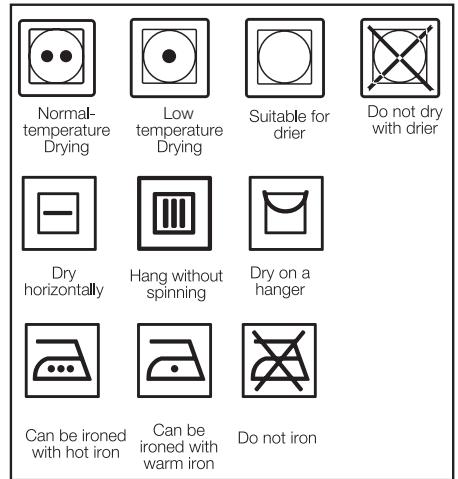 Normal-
temperature
Drying
Low
temperature
Drying
Suitable for
drier
Do not dry
with drier
Dry
horizontally
Hang without
spinning
Dry on a
hanger
Can be ironed
with hot iron
Can be
ironed with
warm iron
Do not iron